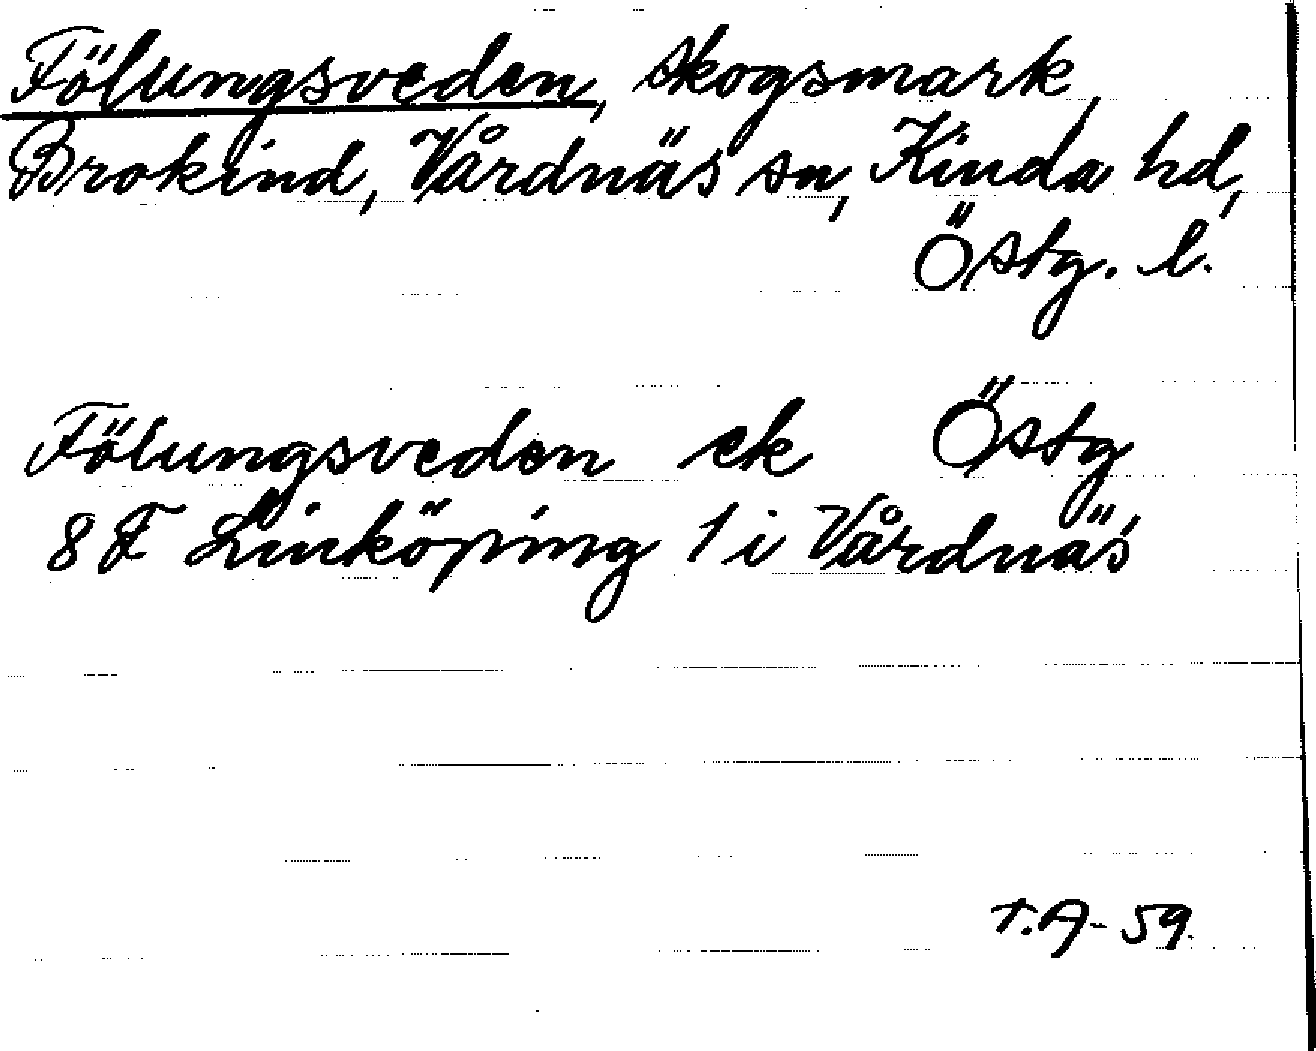 Fölungsveden, skogsmark,
Brokind, Vårdnäs sn, Kinda hd,
Östg. l.
Fölungsveden ek Östg
8 F Linköping 1 i Vårdnäs
T.A-59